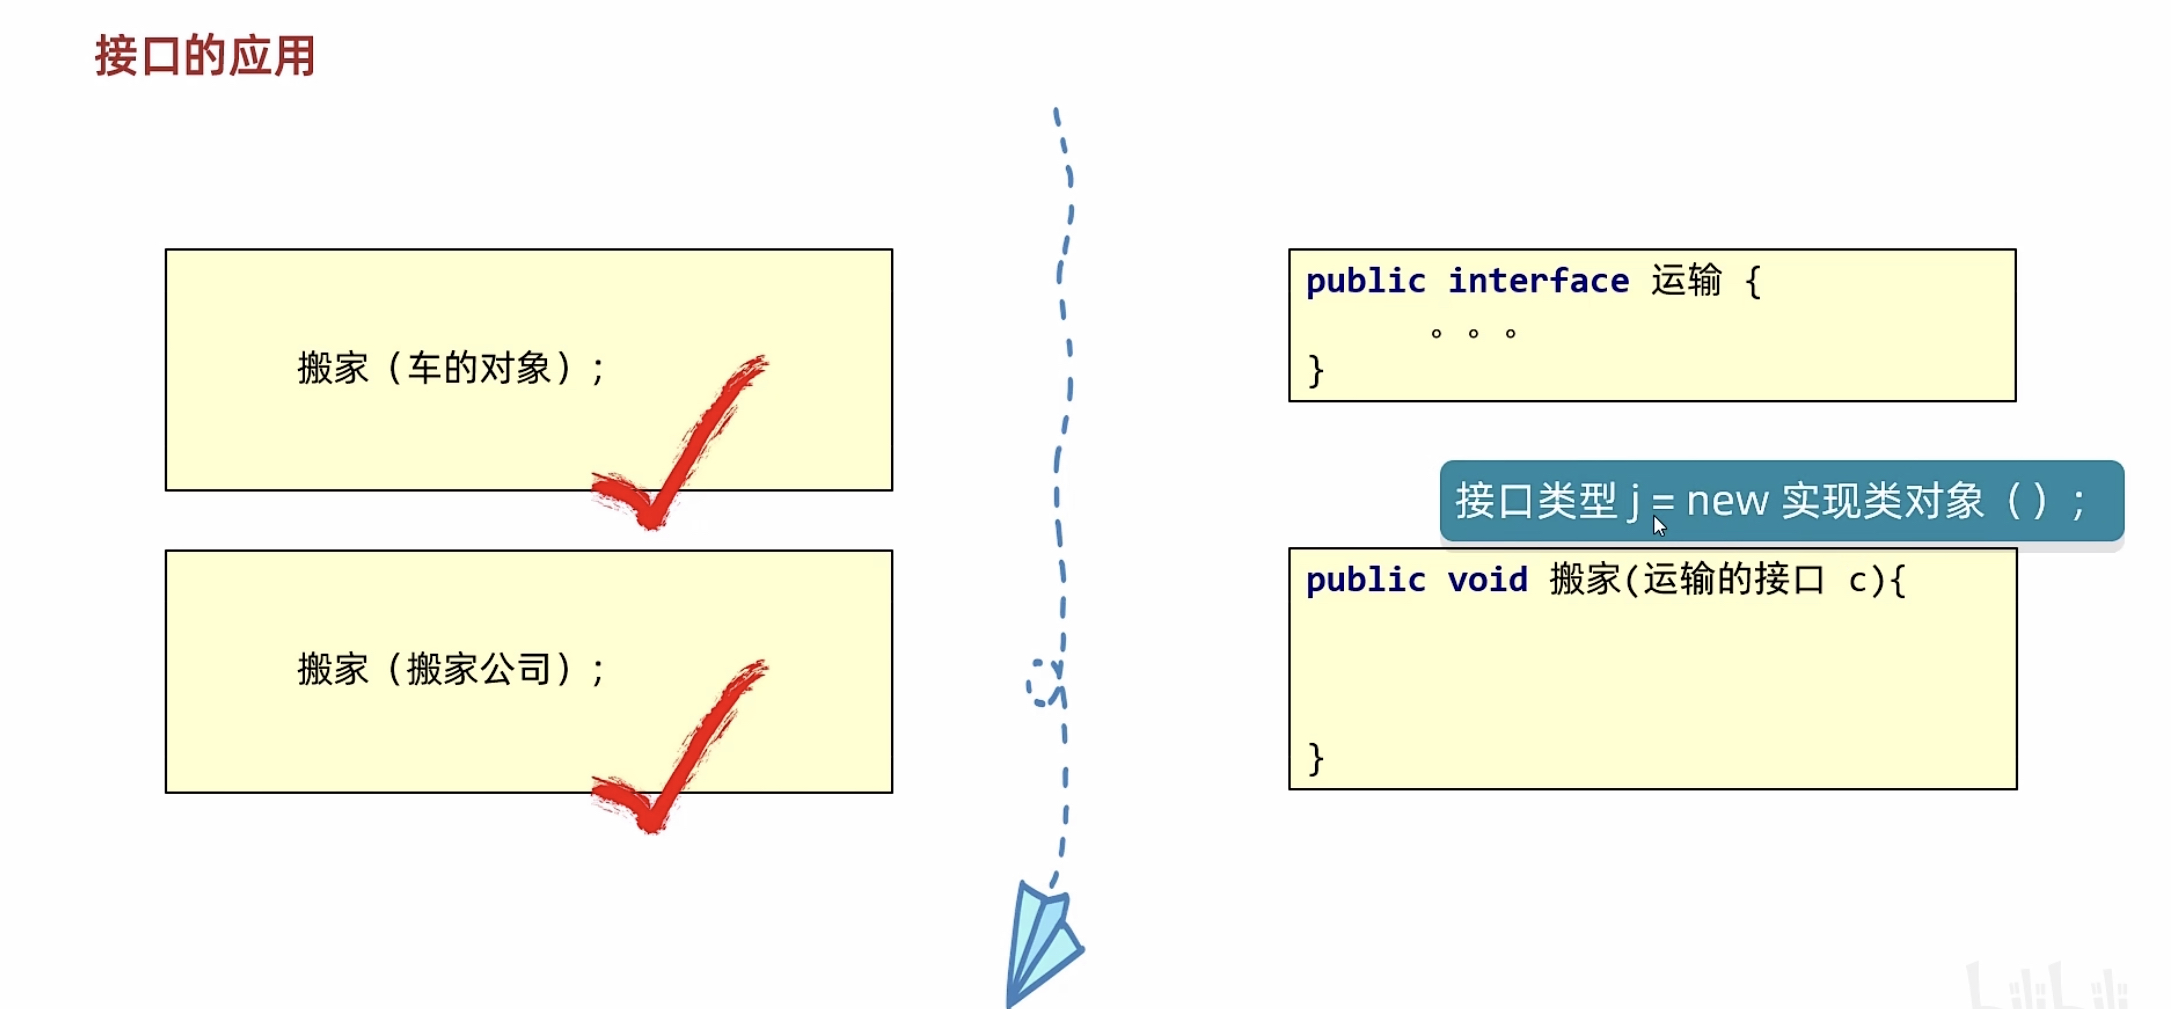 接口的应用
搬家（车的对象）；
搬家（搬家公司）；
public interface 运输 {
。。。
}
接口类型 j = new 实现类对象（）；
public void 搬家(运输的接口 c){
}